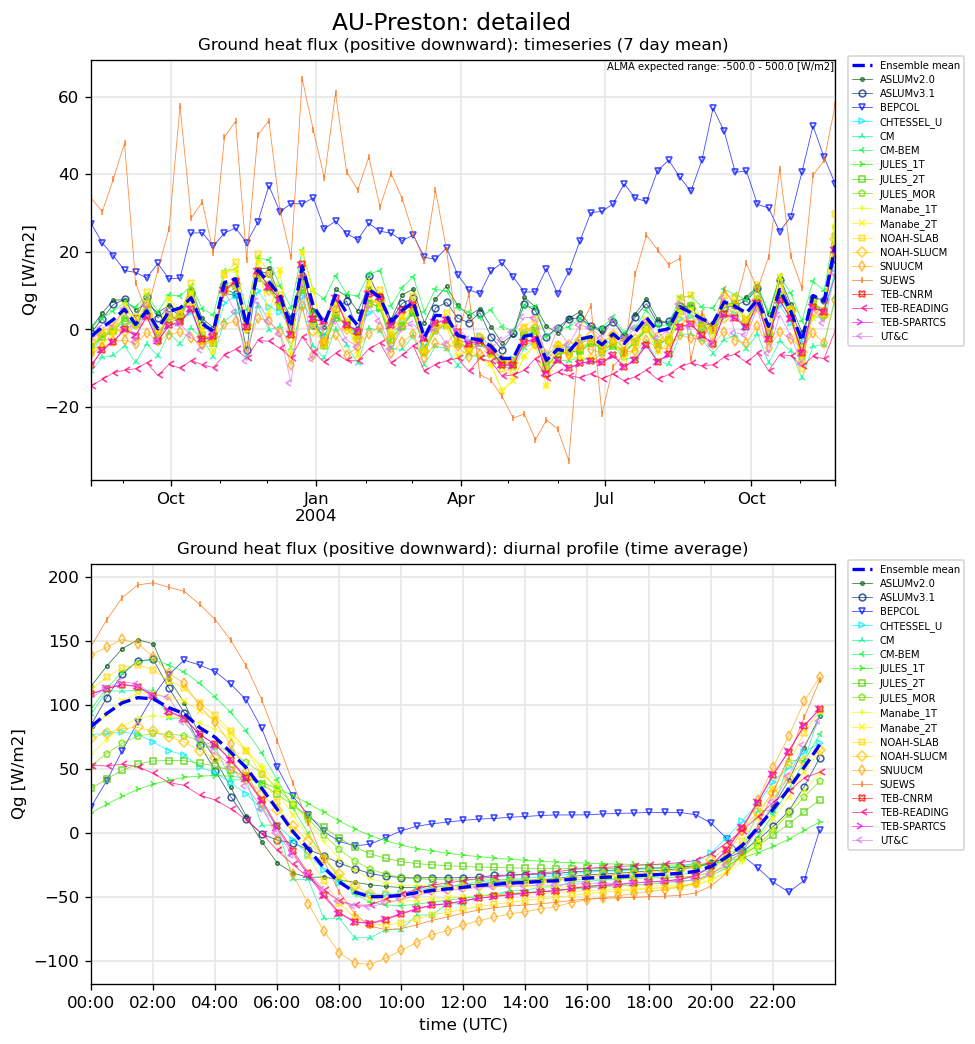 AU-Preston: detailed
Ground heat flux (positive downward): timeseries (7 day mean)
ALMA expected range: -500.0 - 500.0 [W/m2]
Qg [W/m2]
60
40
20
0
−20
Oct
Jan
2004
Apr
Jul
Oct
Ensemble mean
ASLUMv2.0
ASLUMv3.1
BEPCOL
CHTESSEL_U
CM
CM-BEM
JULES_1T
JULES_2T
JULES_MOR
Manabe_1T
Manabe_2T
NOAH-SLAB
NOAH-SLUCM
SNUUCM
SUEWS
TEB-CNRM
TEB-READING
TEB-SPARTCS
UT&C
Ground heat flux (positive downward): diurnal profile (time average)
Qg [W/m2]
200
150
100
50
0
−50
−100
00:00
02:00
04:00
06:00
08:00
10:00
12:00
14:00
16:00
18:00
20:00
22:00
time (UTC)
Ensemble mean
ASLUMv2.0
ASLUMv3.1
BEPCOL
CHTESSEL_U
CM
CM-BEM
JULES_1T
JULES_2T
JULES_MOR
Manabe_1T
Manabe_2T
NOAH-SLAB
NOAH-SLUCM
SNUUCM
SUEWS
TEB-CNRM
TEB-READING
TEB-SPARTCS
UT&C